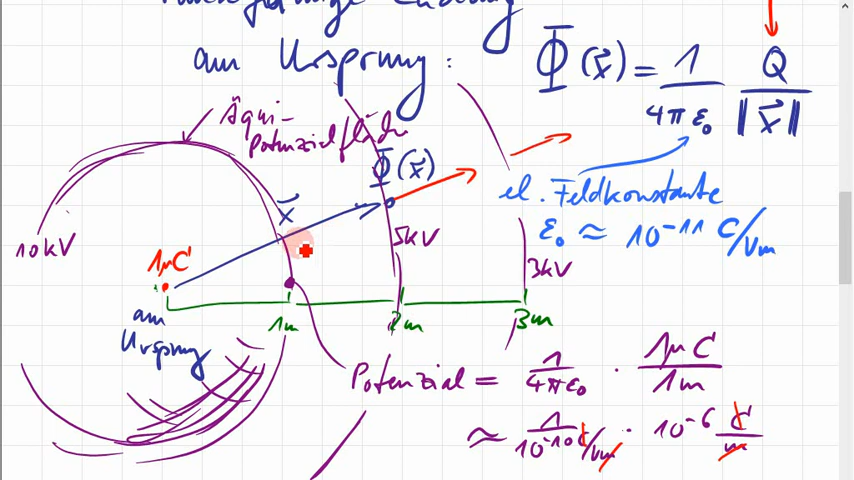 am Ursprung:
Φ(x⃗) = 1/4πε₀ Q/‖x⃗‖
Äqui-
potenzialfläche
Φ(x⃗)
x⃗
el. Feldkonstante
ε₀ ≈ 10⁻¹¹ C/Vm
10kV
5kV
3kV
1μC
am
Ursprung
1m
2m
3m
Potenzial = 1/4πε₀ · 1μC/1m
≈ 1/10⁻¹⁰ C/Vm · 10⁻⁶ C/m